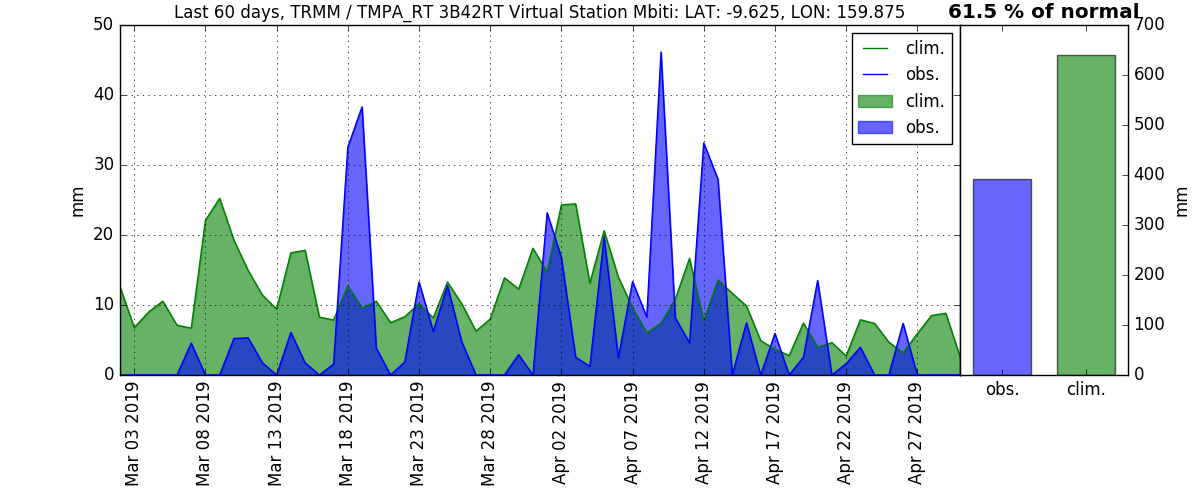 Last 60 days, TRMM / TMPA_RT 3B42RT Virtual Station Mbiti: LAT: -9.625, LON: 159.875
61.5 % of normal
50
40
30
20
10
0
mm
clim.
obs.
clim.
obs.
700
600
500
400
300
200
100
0
mm
obs.
clim.
Mar 03 2019
Mar 08 2019
Mar 13 2019
Mar 18 2019
Mar 23 2019
Mar 28 2019
Apr 02 2019
Apr 07 2019
Apr 12 2019
Apr 17 2019
Apr 22 2019
Apr 27 2019